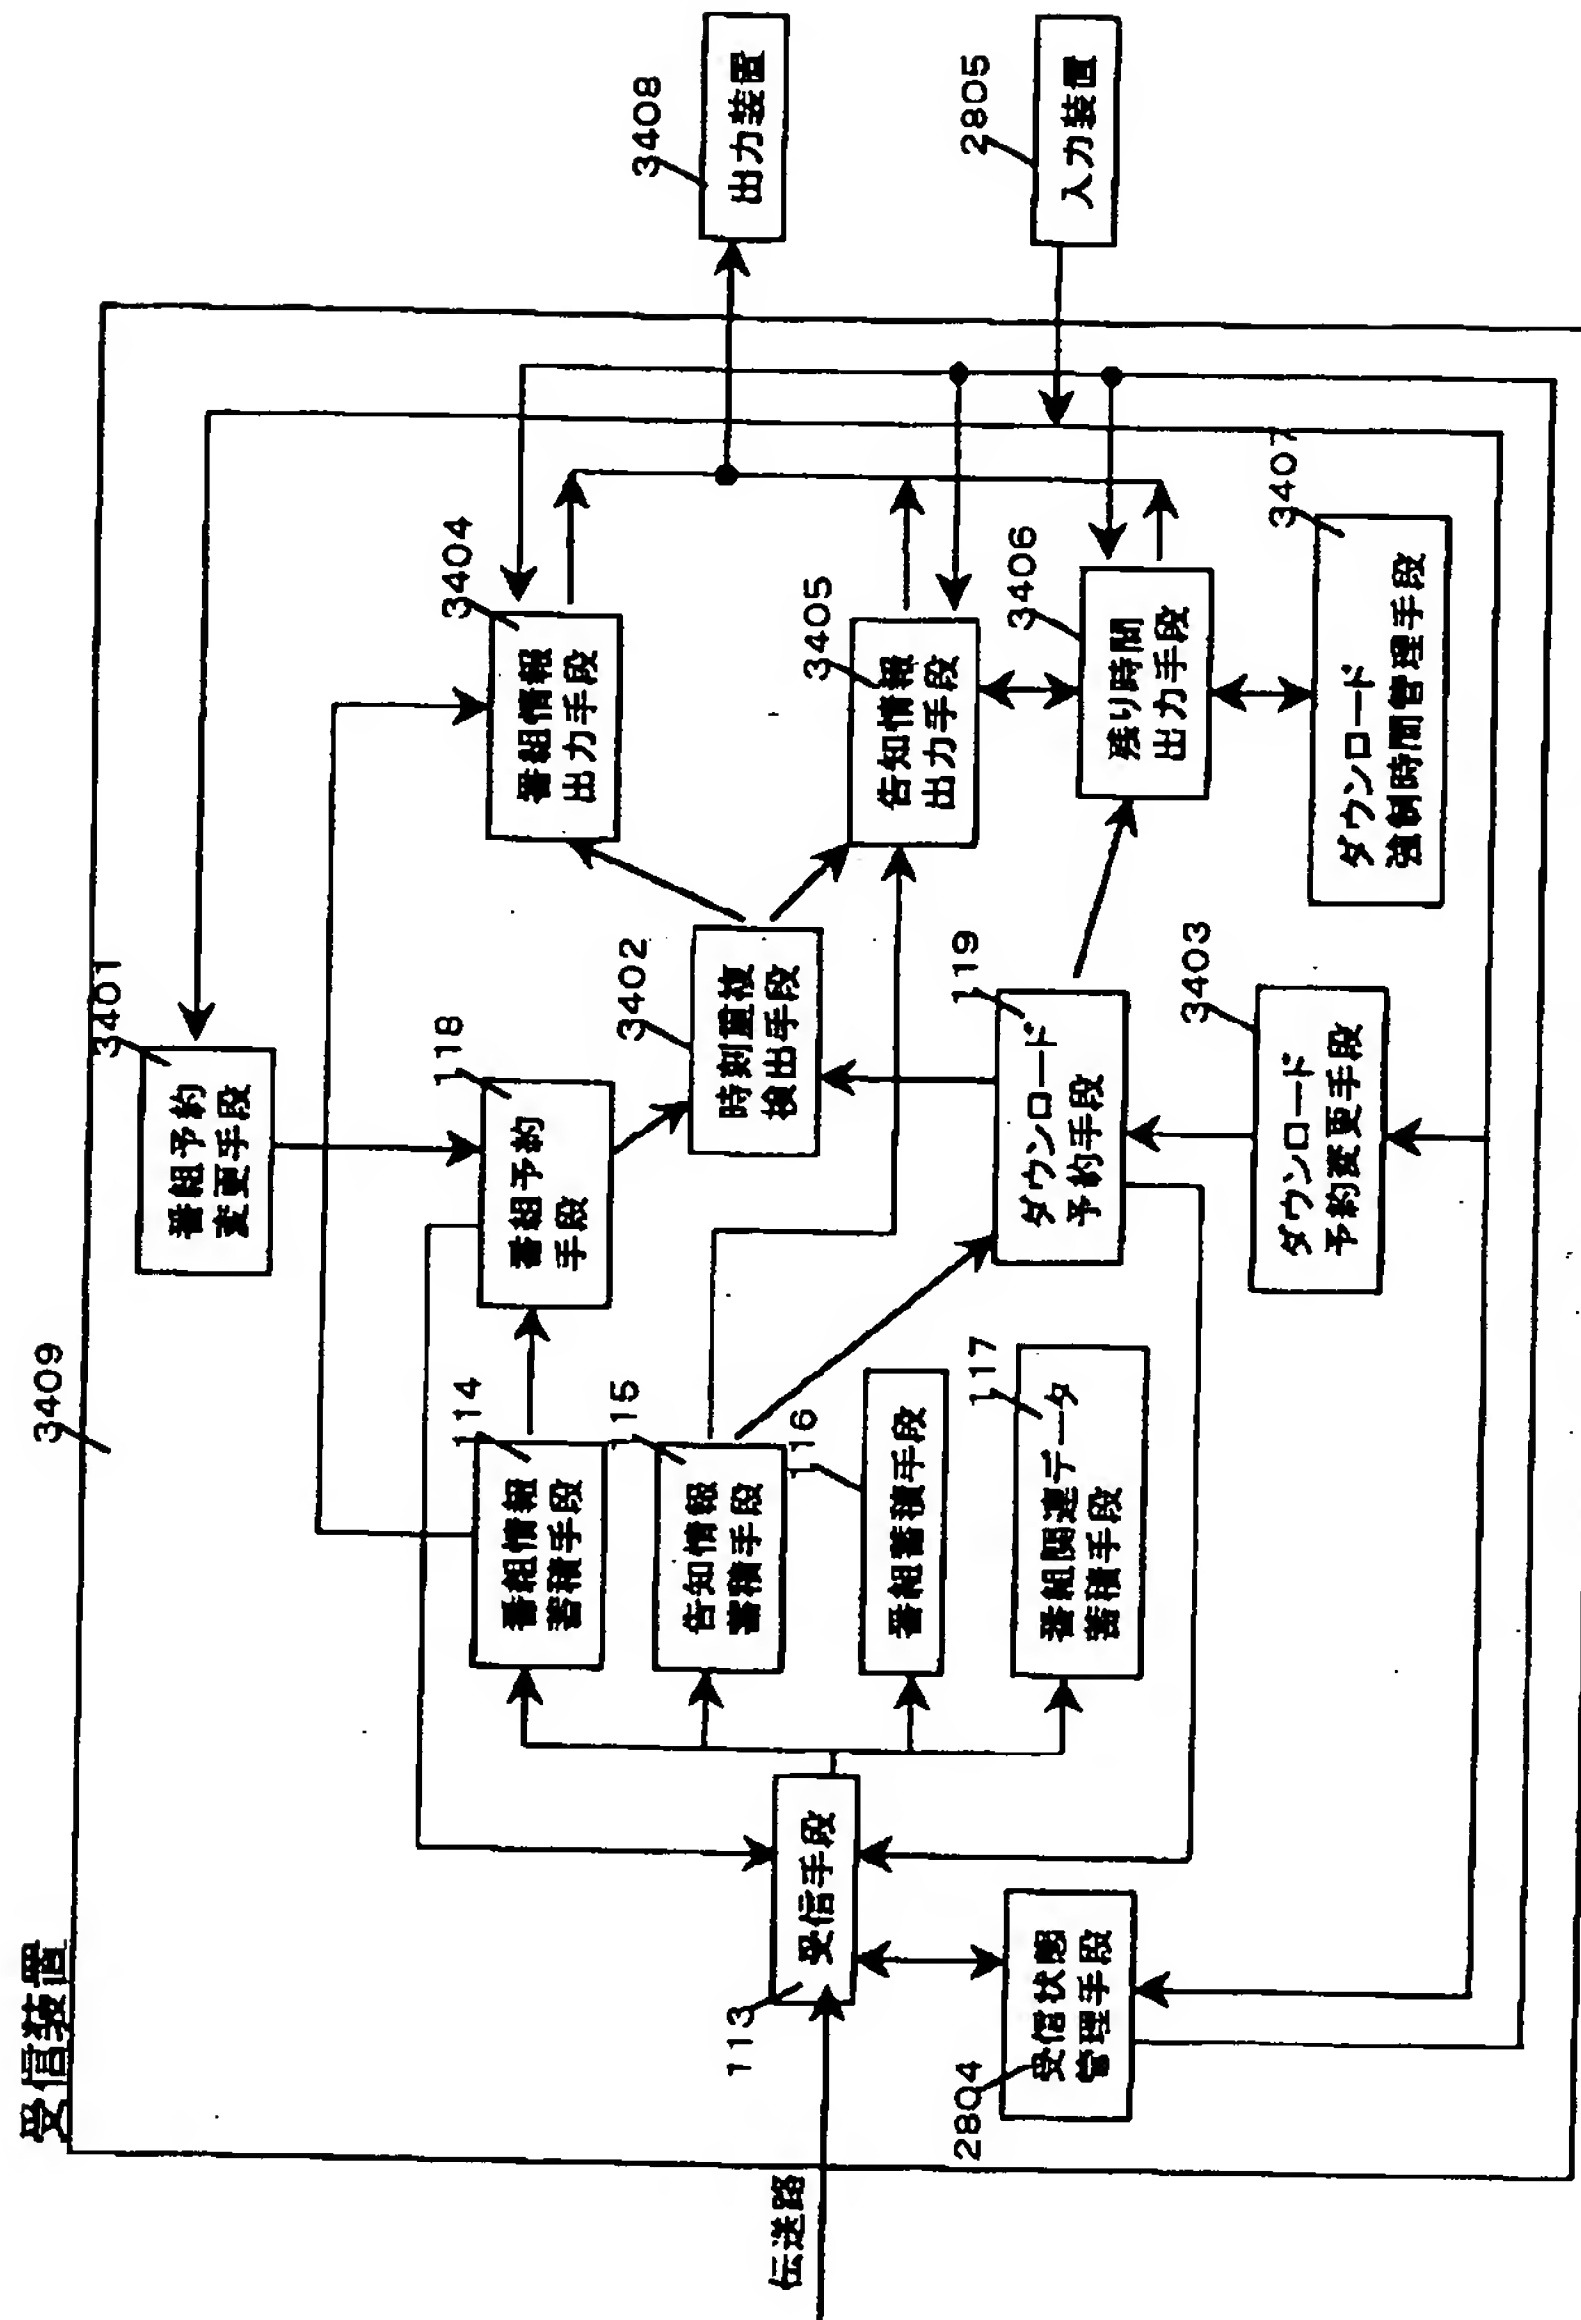 受信装置
3409
伝送路
113
受信手段
2804
受信状態
管理手段
114
番組情報
蓄積手段
115
告知情報
蓄積手段
116
番組蓄積手段
117
番組関連データ
蓄積手段
3401
番組予約
変更手段
118
番組予約
手段
3402
時刻重複
検出手段
119
ダウンロード
予約手段
3403
ダウンロード
予約変更手段
3404
番組情報
出力手段
3405
告知情報
出力手段
3406
残り時間
出力手段
3407
ダウンロード
強制時間管理手段
3408
出力装置
2805
入力装置